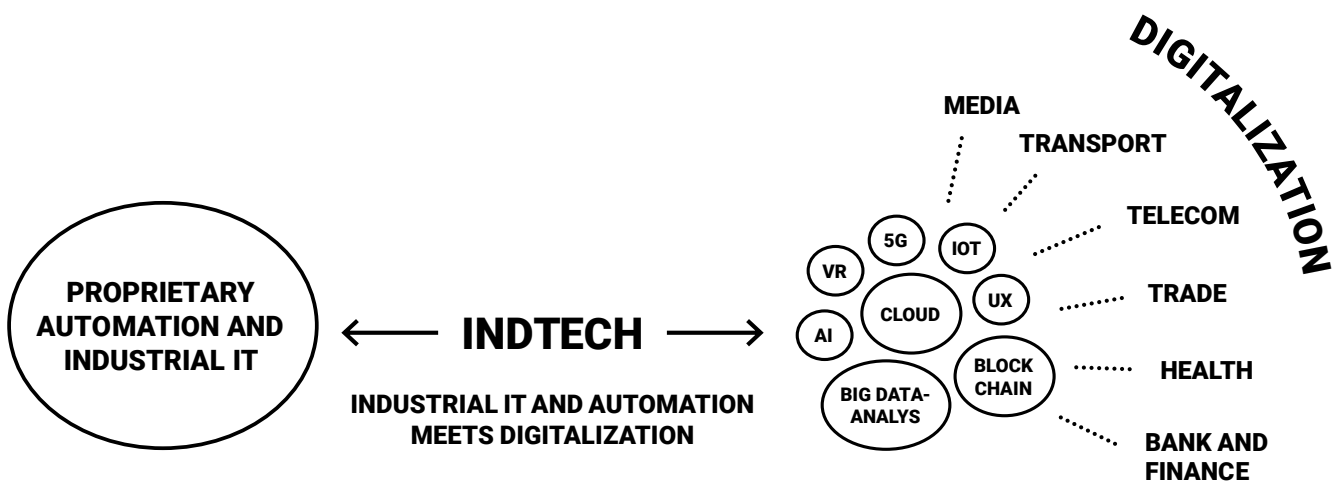 PROPRIETARY
AUTOMATION AND
INDUSTRIAL IT
INDTECH
INDUSTRIAL IT AND AUTOMATION
MEETS DIGITALIZATION
5G
IOT
VR
CLOUD
UX
AI
BLOCK
CHAIN
BIG DATA-
ANALYS
MEDIA
TRANSPORT
TELECOM
TRADE
HEALTH
BANK AND
FINANCE
DIGITALIZATION